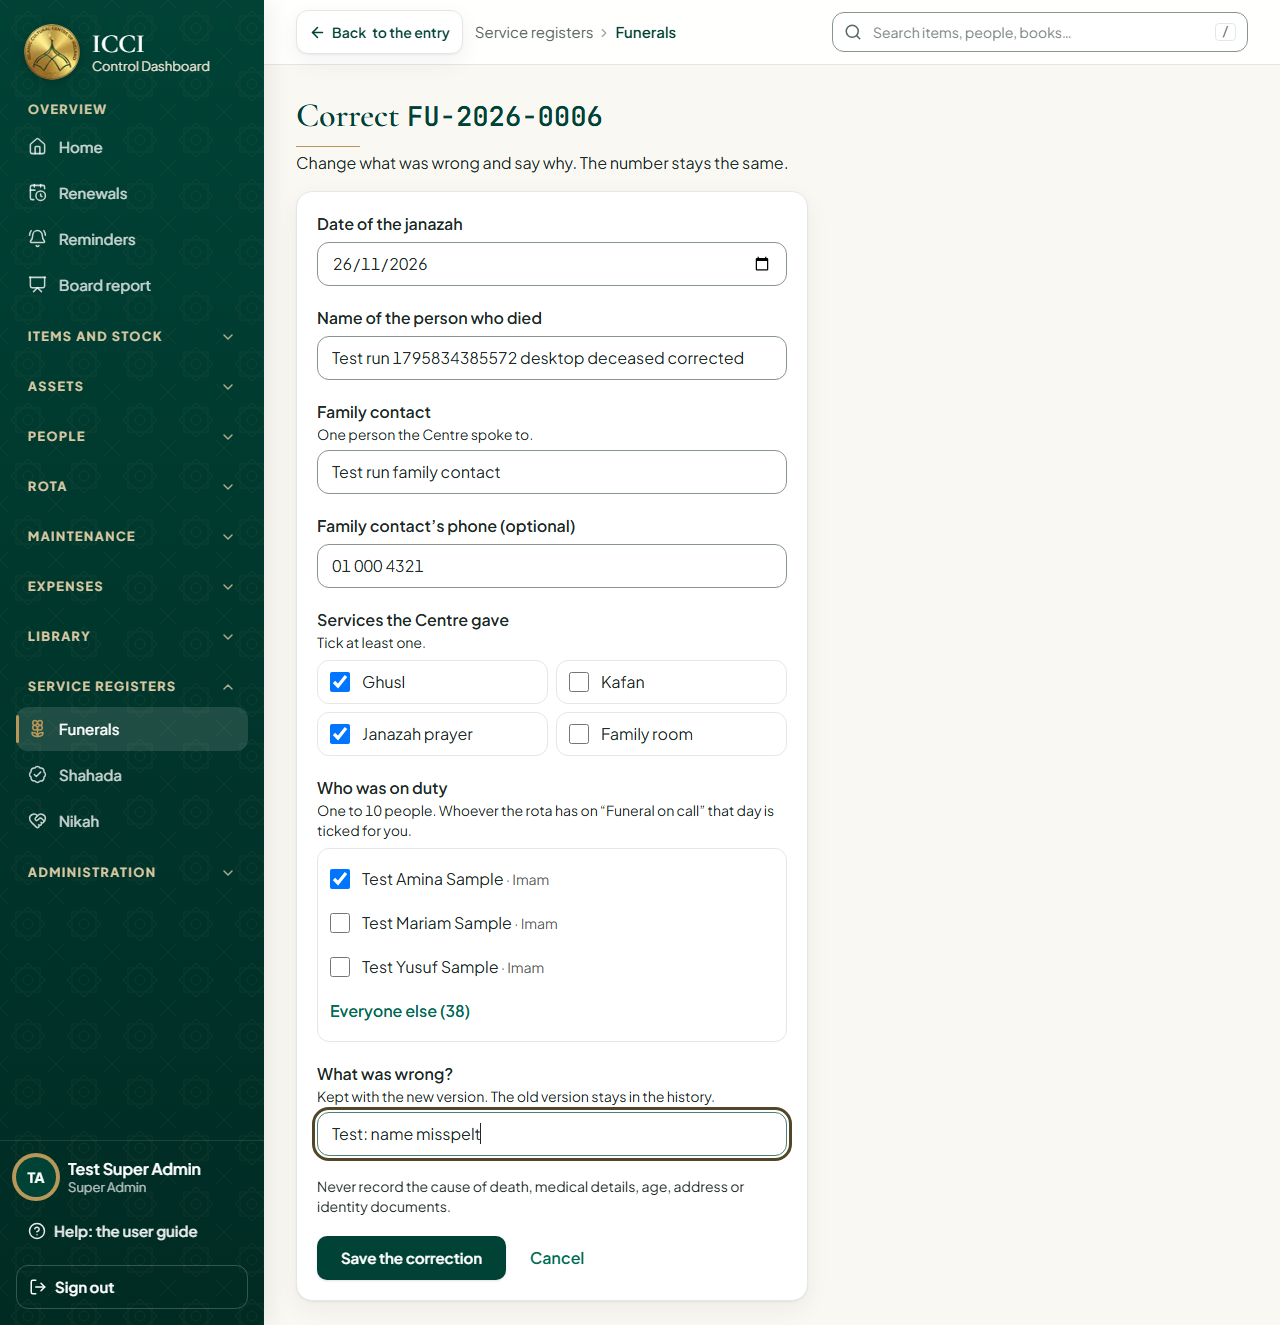 ICCI
Control Dashboard
OVERVIEW
Home
Renewals
Reminders
Board report
ITEMS AND STOCK
ASSETS
PEOPLE
ROTA
MAINTENANCE
EXPENSES
LIBRARY
SERVICE REGISTERS
Funerals
Shahada
Nikah
ADMINISTRATION
TA
Test Super Admin
Super Admin
Help: the user guide
Sign out
Back to the entry
Service registers > Funerals
Search items, people, books…
/
Correct FU-2026-0006
Change what was wrong and say why. The number stays the same.
Date of the janazah
26/11/2026
Name of the person who died
Test run 1795834385572 desktop deceased corrected
Family contact
One person the Centre spoke to.
Test run family contact
Family contact’s phone (optional)
01 000 4321
Services the Centre gave
Tick at least one.
Ghusl
Kafan
Janazah prayer
Family room
Who was on duty
One to 10 people. Whoever the rota has on “Funeral on call” that day is
ticked for you.
Test Amina Sample · Imam
Test Mariam Sample · Imam
Test Yusuf Sample · Imam
Everyone else (38)
What was wrong?
Kept with the new version. The old version stays in the history.
Test: name misspelt
Never record the cause of death, medical details, age, address or
identity documents.
Save the correction
Cancel